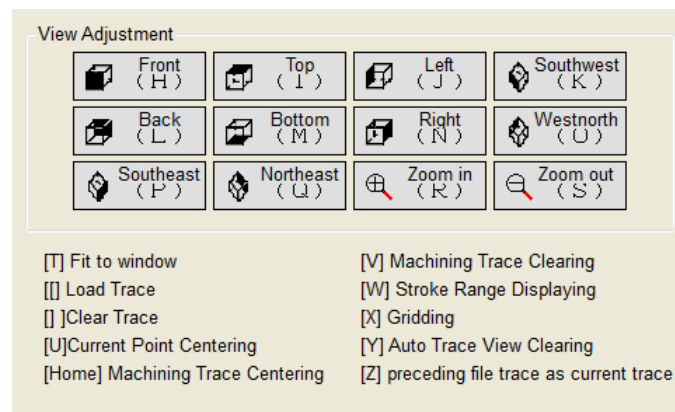 View Adjustment
Front
(H)
Top
(I)
Left
(J)
Southwest
(K)
Back
(L)
Bottom
(M)
Right
(N)
Westnorth
(O)
Southeast
(P)
Northeast
(Q)
Zoom in
(R)
Zoom out
(S)
[T] Fit to window
[V] Machining Trace Clearing
[[] Load Trace
[W] Stroke Range Displaying
[] ]Clear Trace
[X] Gridding
[U]Current Point Centering
[Y] Auto Trace View Clearing
[Home] Machining Trace Centering
[Z] preceding file trace as current trace